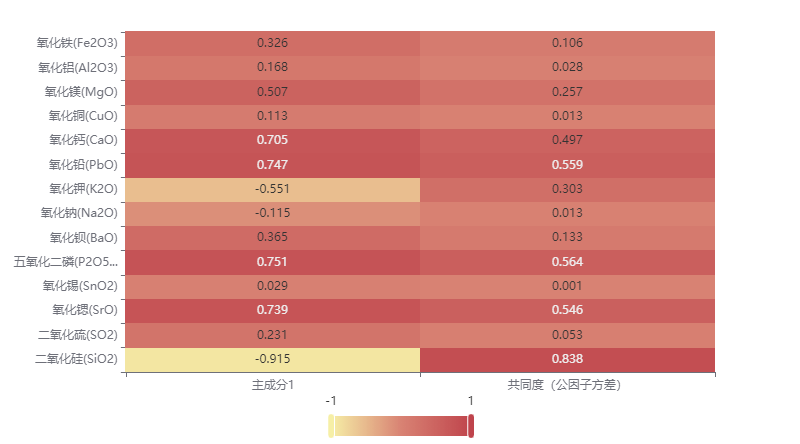 氧化铁(Fe2O3) 0.326 0.106
氧化铝(Al2O3) 0.168 0.028
氧化镁(MgO) 0.507 0.257
氧化铜(CuO) 0.113 0.013
氧化钙(CaO) 0.705 0.497
氧化铅(PbO) 0.747 0.559
氧化钾(K2O) -0.551 0.303
氧化钠(Na2O) -0.115 0.013
氧化钡(BaO) 0.365 0.133
五氧化二磷(P2O5... 0.751 0.564
氧化锡(SnO2) 0.029 0.001
氧化锶(SrO) 0.739 0.546
二氧化硫(SO2) 0.231 0.053
二氧化硅(SiO2) -0.915 0.838
主成分1 共同度（公因子方差）
-1 1